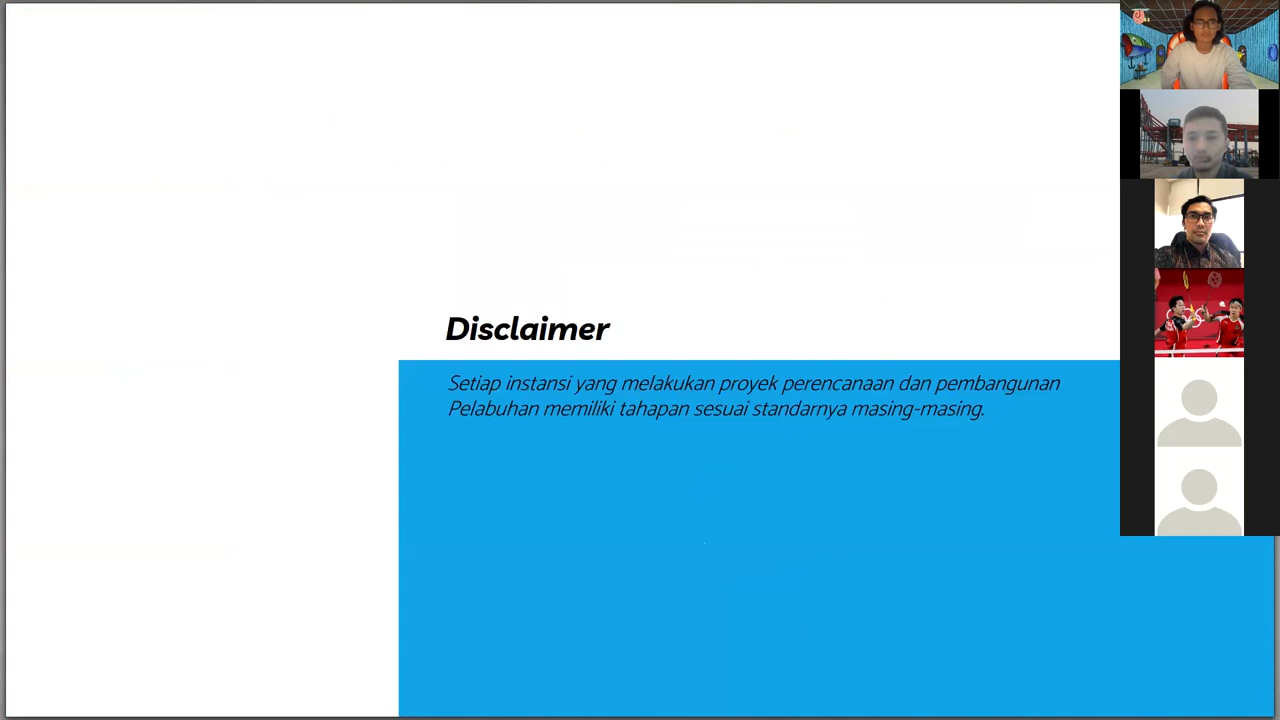 Disclaimer
Setiap instansi yang melakukan proyek perencanaan dan pembangunan
Pelabuhan memiliki tahapan sesuai standarnya masing-masing.